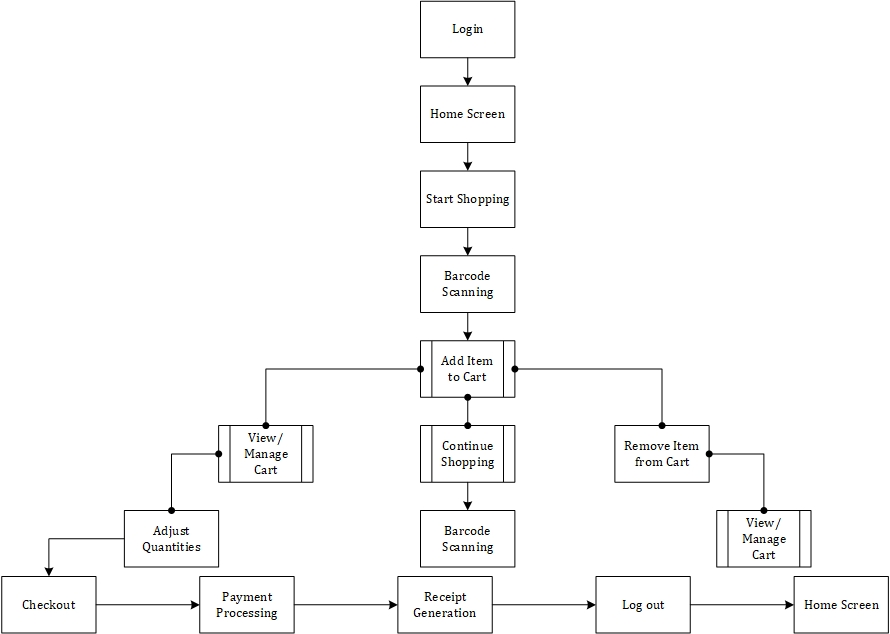 Login
Home Screen
Start Shopping
Barcode
Scanning
Add Item
to Cart
View/
Manage
Cart
Continue
Shopping
Remove Item
from Cart
Adjust
Quantities
Barcode
Scanning
View/
Manage
Cart
Checkout
Payment
Processing
Receipt
Generation
Log out
Home Screen